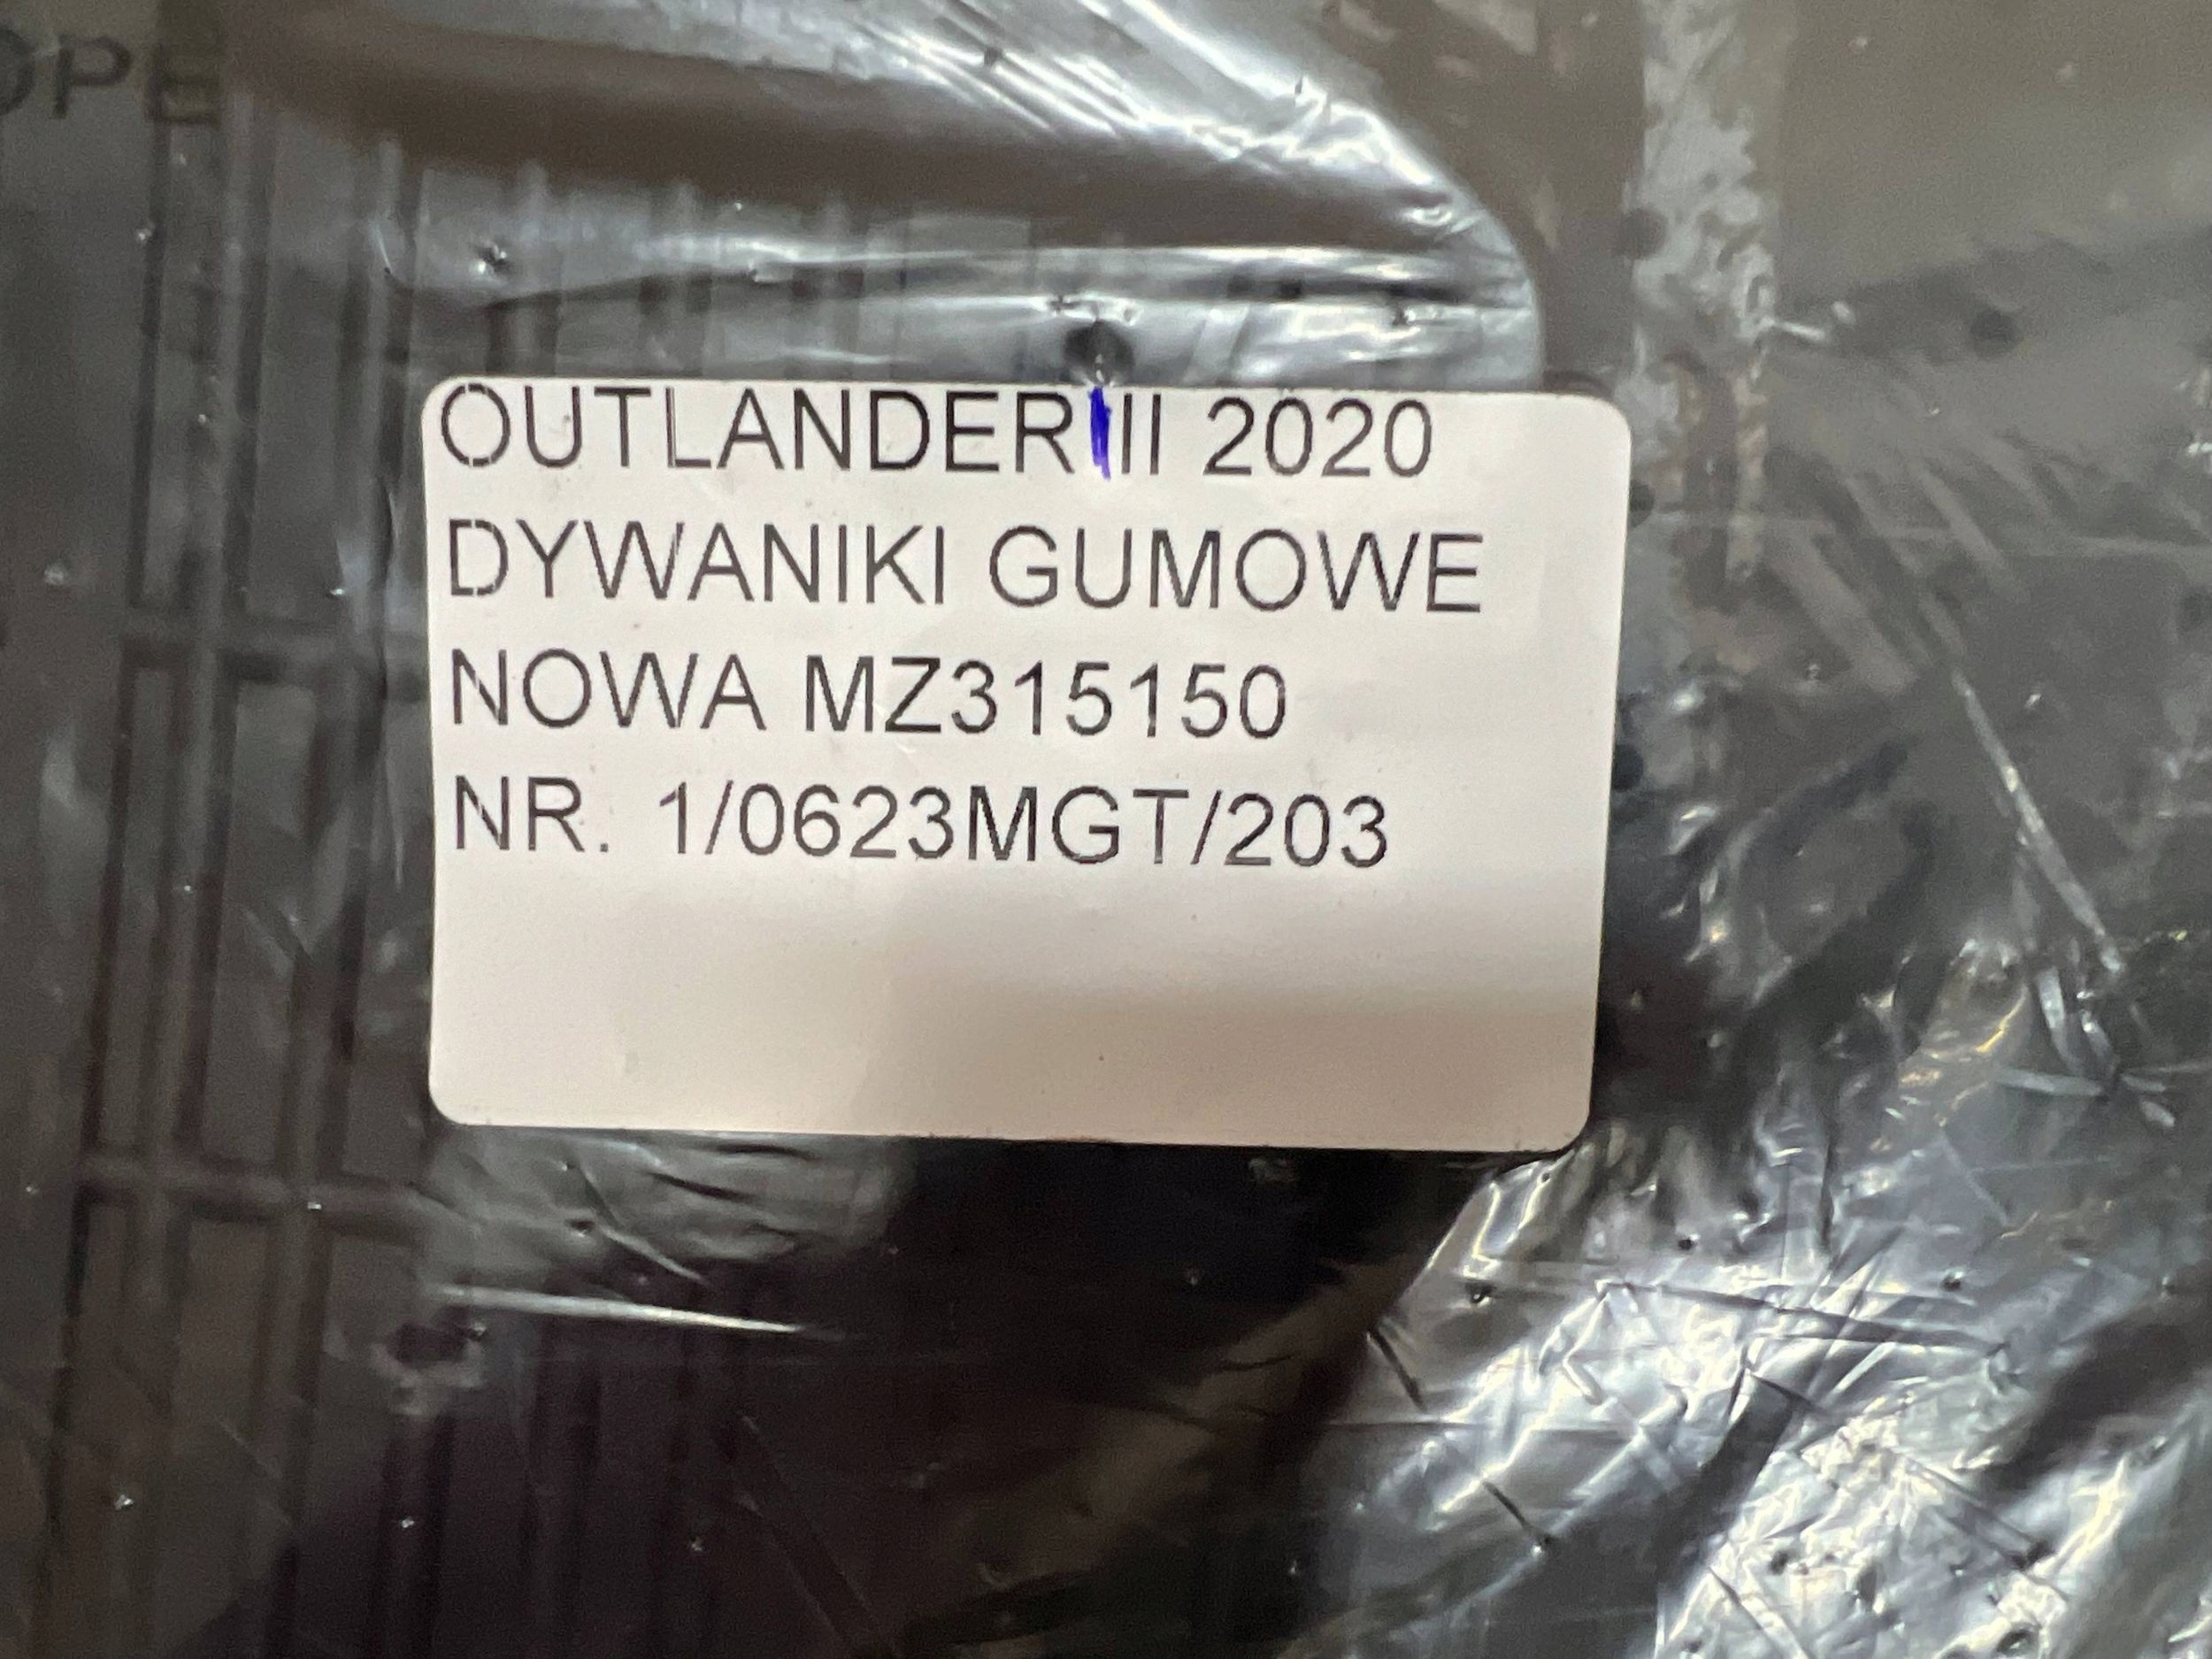 OUTLANDER III 2020
DYWANIKI GUMOWE
NOWA MZ315150
NR. 1/0623MGT/203